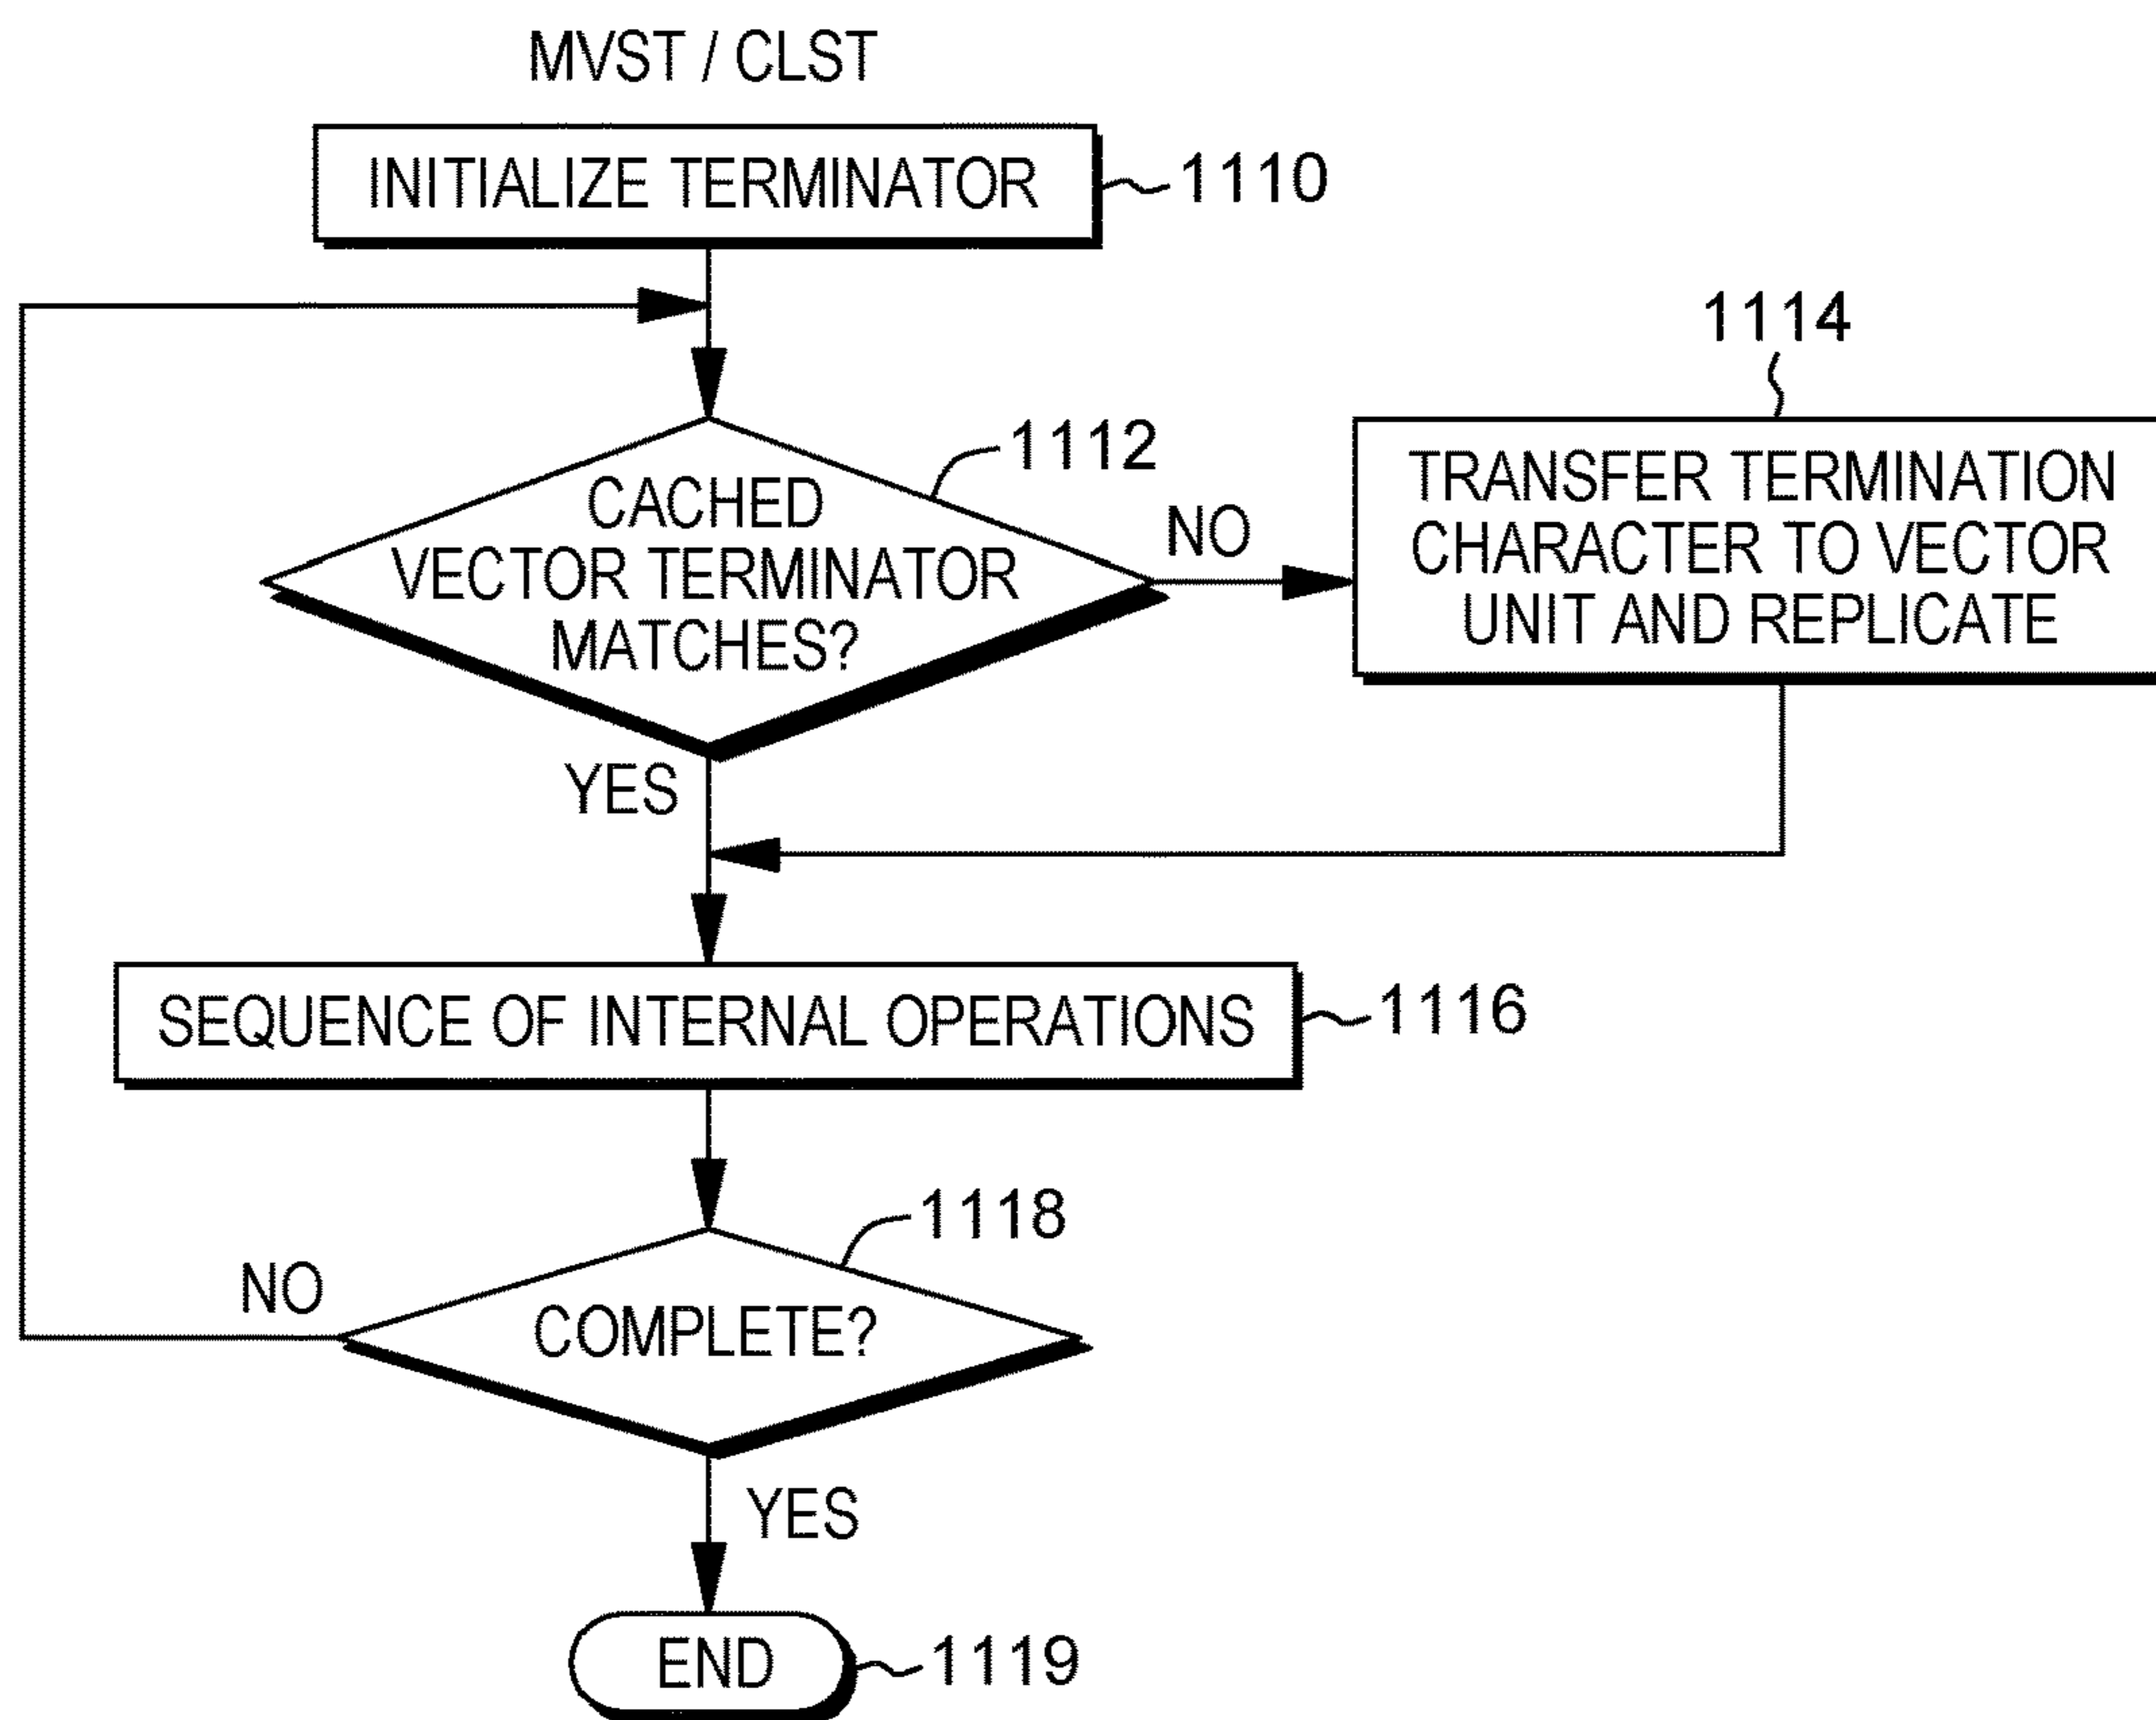 MVST / CLST
INITIALIZE TERMINATOR
1110
1114
1112
CACHED
VECTOR TERMINATOR
MATCHES?
NO
TRANSFER TERMINATION
CHARACTER TO VECTOR
UNIT AND REPLICATE
YES
SEQUENCE OF INTERNAL OPERATIONS
1116
1118
NO
COMPLETE?
YES
END
1119